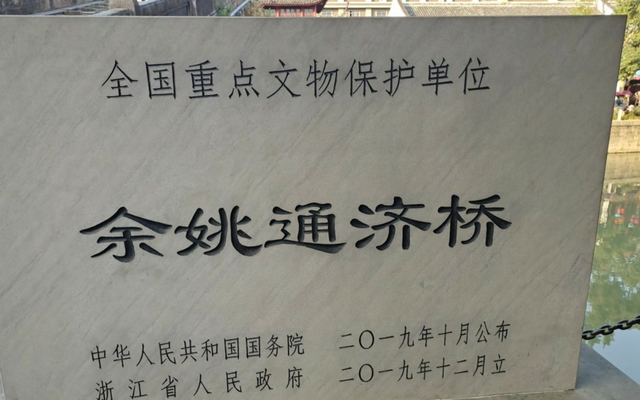 全国重点文物保护单位
余姚通济桥
中华人民共和国国务院 二〇一九年十月公布
浙江省人民政府 二〇一九年十二月立